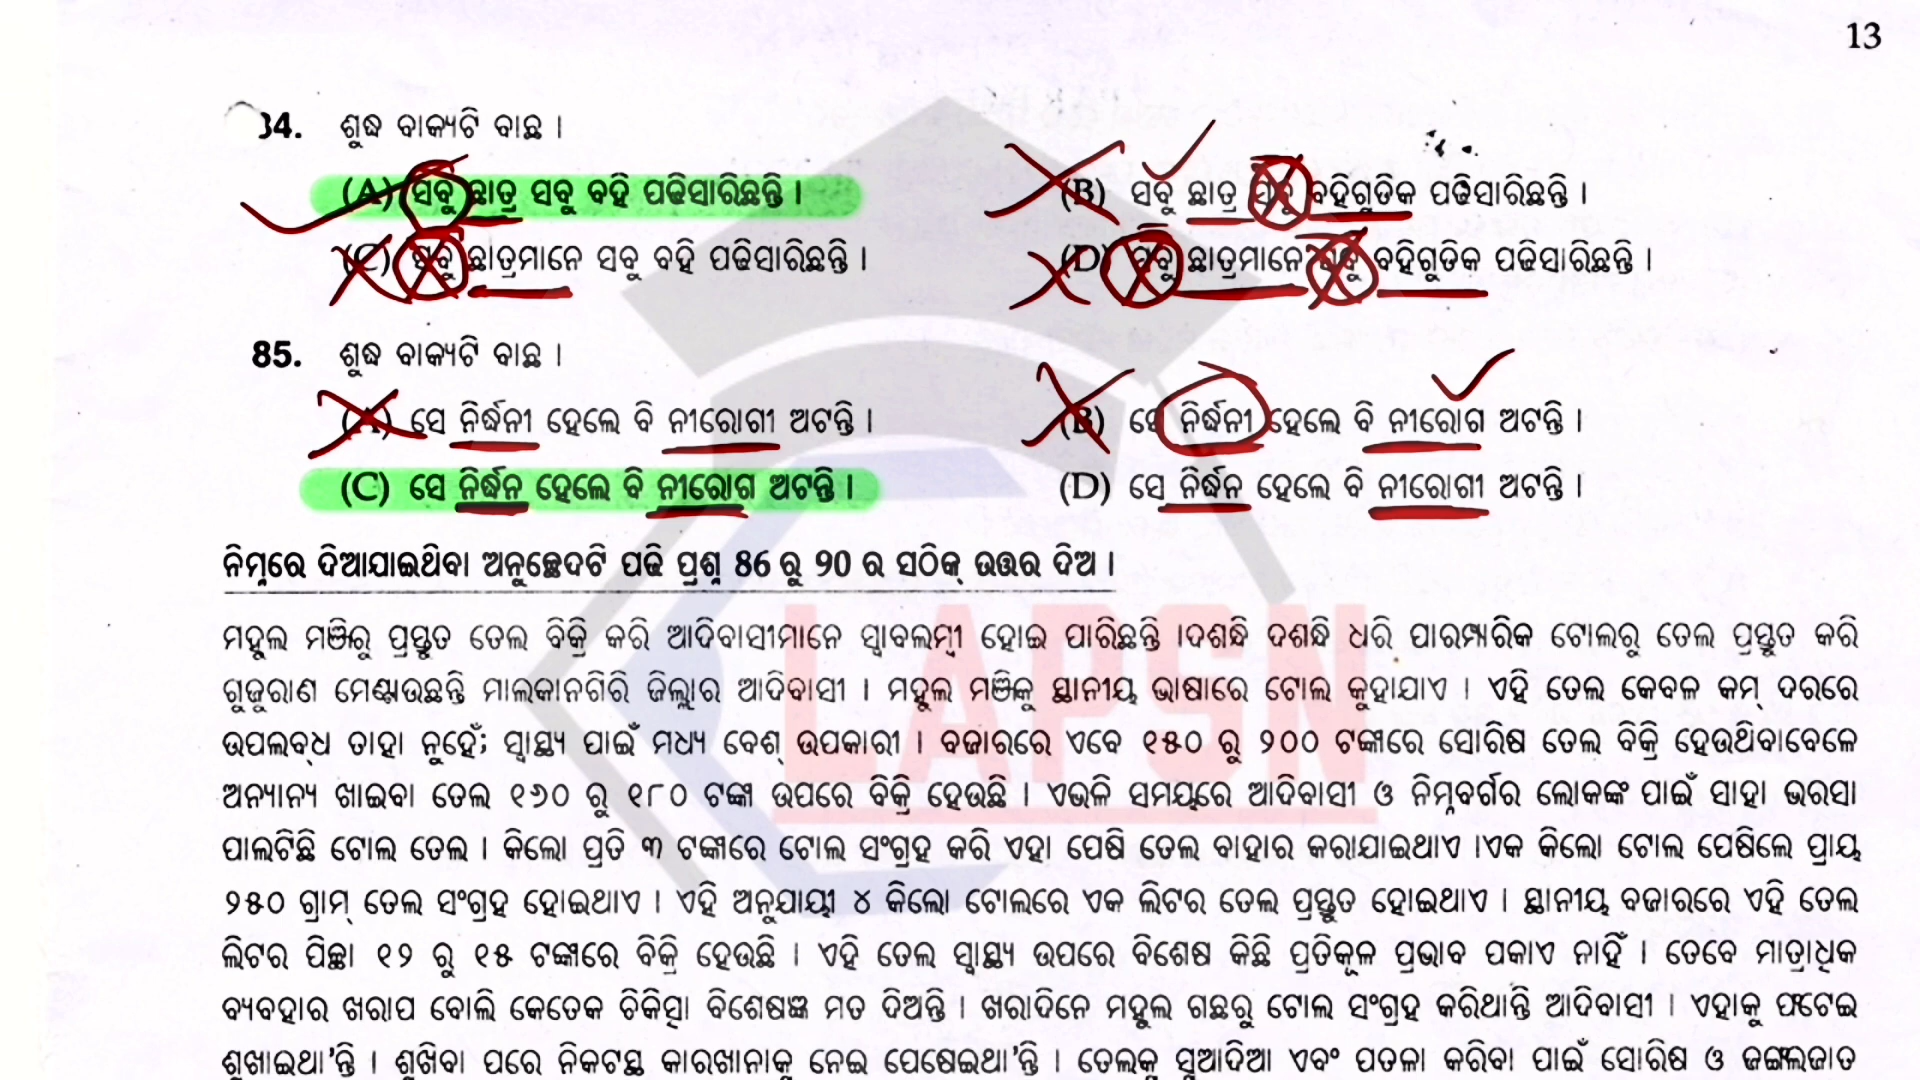 13
84. ଶୁଦ୍ଧ ବାକ୍ୟଟି ବାଛ ।
(A) ସବୁ ଛାତ୍ର ସବୁ ବହି ପଢିସାରିଛନ୍ତି ।
(B) ସବୁ ଛାତ୍ର ସବୁ ବହିଗୁଡିକ ପଢିସାରିଛନ୍ତି ।
(C) ସବୁ ଛାତ୍ରମାନେ ସବୁ ବହି ପଢିସାରିଛନ୍ତି ।
(D) ସବୁ ଛାତ୍ରମାନେ ସବୁ ବହିଗୁଡିକ ପଢିସାରିଛନ୍ତି ।
85. ଶୁଦ୍ଧ ବାକ୍ୟଟି ବାଛ ।
(A) ସେ ନିର୍ଦ୍ଧନୀ ହେଲେ ବି ନୀରୋଗୀ ଅଟନ୍ତି ।
(B) ସେ ନିର୍ଦ୍ଧନୀ ହେଲେ ବି ନୀରୋଗ ଅଟନ୍ତି ।
(C) ସେ ନିର୍ଦ୍ଧନ ହେଲେ ବି ନୀରୋଗ ଅଟନ୍ତି ।
(D) ସେ ନିର୍ଦ୍ଧନ ହେଲେ ବି ନୀରୋଗୀ ଅଟନ୍ତି ।
ନିମ୍ନରେ ଦିଆଯାଇଥିବା ଅନୁଚ୍ଛେଦଟି ପଢି ପ୍ରଶ୍ନ 86 ରୁ 90 ର ସଠିକ୍ ଉତ୍ତର ଦିଅ ।
ମହୁଲ ମଞ୍ଜିରୁ ପ୍ରସ୍ତୁତ ତେଲ ବିକ୍ରି କରି ଆଦିବାସୀମାନେ ସ୍ୱାବଲମ୍ବୀ ହୋଇ ପାରିଛନ୍ତି ।ଦଶନ୍ଧି ଦଶନ୍ଧି ଧରି ପାରମ୍ପାରିକ ଟୋଲରୁ ତେଲ ପ୍ରସ୍ତୁତ କରି
ଗୁଜୁରାଣ ମେଣ୍ଟାଉଛନ୍ତି ମାଲକାନଗିରି ଜିଲ୍ଲାର ଆଦିବାସୀ । ମହୁଲ ମଞ୍ଜିକୁ ସ୍ଥାନୀୟ ଭାଷାରେ ଟୋଲ କୁହାଯାଏ । ଏହି ତେଲ କେବଳ କମ୍ ଦରରେ
ଉପଲବ୍ଧ ତାହା ନୁହେଁ; ସ୍ୱାସ୍ଥ୍ୟ ପାଇଁ ମଧ୍ୟ ବେଶ୍ ଉପକାରୀ । ବଜାରରେ ଏବେ ୧୫୦ ରୁ ୨୦୦ ଟଙ୍କାରେ ସୋରିଷ ତେଲ ବିକ୍ରି ହେଉଥିବାବେଳେ
ଅନ୍ୟାନ୍ୟ ଖାଇବା ତେଲ ୧୬୦ ରୁ ୧୮୦ ଟଙ୍କା ଉପରେ ବିକ୍ରି ହେଉଛି । ଏଭଳି ସମୟରେ ଆଦିବାସୀ ଓ ନିମ୍ନବର୍ଗର ଲୋକଙ୍କ ପାଇଁ ସାହା ଭରସା
ପାଲଟିଛି ଟୋଲ ତେଲ । କିଲୋ ପ୍ରତି ୩ ଟଙ୍କାରେ ଟୋଲ ସଂଗ୍ରହ କରି ଏହା ପେଷି ତେଲ ବାହାର କରାଯାଇଥାଏ ।ଏକ କିଲୋ ଟୋଲ ପେଷିଲେ ପ୍ରାୟ
୨୫୦ ଗ୍ରାମ୍ ତେଲ ସଂଗ୍ରହ ହୋଇଥାଏ । ଏହି ଅନୁଯାୟୀ ୪ କିଲୋ ଟୋଲରେ ଏକ ଲିଟର ତେଲ ପ୍ରସ୍ତୁତ ହୋଇଥାଏ । ସ୍ଥାନୀୟ ବଜାରରେ ଏହି ତେଲ
ଲିଟର ପିଛା ୧୨ ରୁ ୧୫ ଟଙ୍କାରେ ବିକ୍ରି ହେଉଛି । ଏହି ତେଲ ସ୍ୱାସ୍ଥ୍ୟ ଉପରେ ବିଶେଷ କିଛି ପ୍ରତିକୂଳ ପ୍ରଭାବ ପକାଏ ନାହିଁ । ତେବେ ମାତ୍ରାଧିକ
ବ୍ୟବହାର ଖରାପ ବୋଲି କେତେକ ଚିକିତ୍ସା ବିଶେଷଜ୍ଞ ମତ ଦିଅନ୍ତି । ଖରାଦିନେ ମହୁଲ ଗଛରୁ ଟୋଲ ସଂଗ୍ରହ କରିଥାନ୍ତି ଆଦିବାସୀ । ଏହାକୁ ଫଟେଇ
ଶୁଖାଇଥା'ନ୍ତି । ଶୁଖିବା ପରେ ନିକଟସ୍ଥ କାରଖାନାକୁ ନେଇ ପେଷେଇଥା'ନ୍ତି । ତେଲକୁ ସୁଆଦିଆ ଏବଂ ପତଳା କରିବା ପାଇଁ ସୋରିଷ ଓ ଜଙ୍ଗଲଜାତ
LAPSN